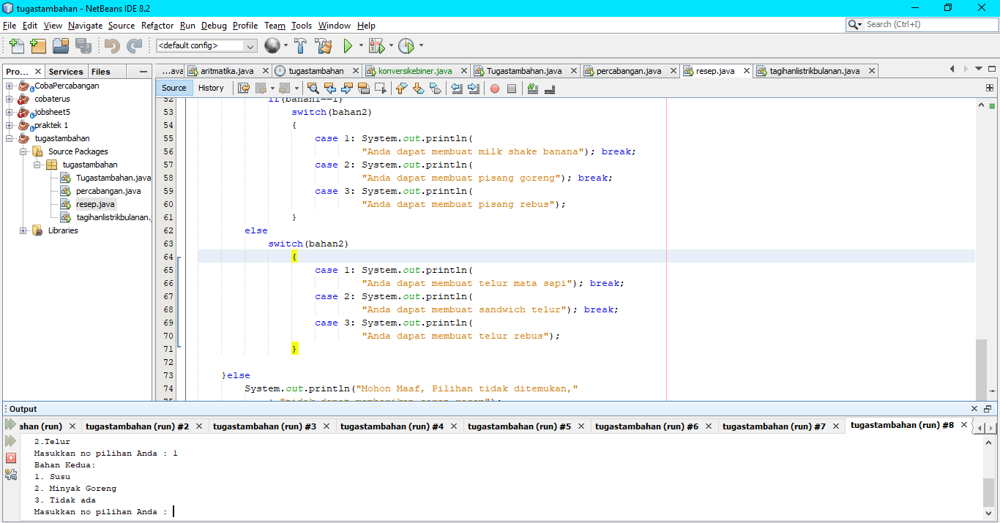 tugastambahan - NetBeans IDE 8.2
File Edit View Navigate Source Refactor Run Debug Profile Team Tools Window Help
Search (Ctrl+I)
<default config>
Pro... Services Files
...ava aritmatika.java tugastambahan konversikebiner.java Tugastambahan.java percabangan.java resep.java tagihanlistrikbulanan.java
Source History
CobaPercabangan
cobaterus
jobsheet5
praktek 1
tugastambahan
Source Packages
tugastambahan
Tugastambahan.java
percabangan.java
resep.java
tagihanlistrikbulanan.
Libraries
52 if(bahan1==1)
53 switch(bahan2)
54 {
55 case 1: System.out.println(
56 "Anda dapat membuat milk shake banana"); break;
57 case 2: System.out.println(
58 "Anda dapat membuat pisang goreng"); break;
59 case 3: System.out.println(
60 "Anda dapat membuat pisang rebus");
61 }
62 else
63 switch(bahan2)
64 {
65 case 1: System.out.println(
66 "Anda dapat membuat telur mata sapi"); break;
67 case 2: System.out.println(
68 "Anda dapat membuat sandwich telur"); break;
69 case 3: System.out.println(
70 "Anda dapat membuat telur rebus");
71 }
72
73 }else
74 System.out.println("Mohon Maaf, Pilihan tidak ditemukan,"
Output
ahan (run) tugastambahan (run) #2 tugastambahan (run) #3 tugastambahan (run) #4 tugastambahan (run) #5 tugastambahan (run) #6 tugastambahan (run) #7 tugastambahan (run) #8
2.Telur
Masukkan no pilihan Anda : 1
Bahan Kedua:
1. Susu
2. Minyak Goreng
3. Tidak ada
Masukkan no pilihan Anda :